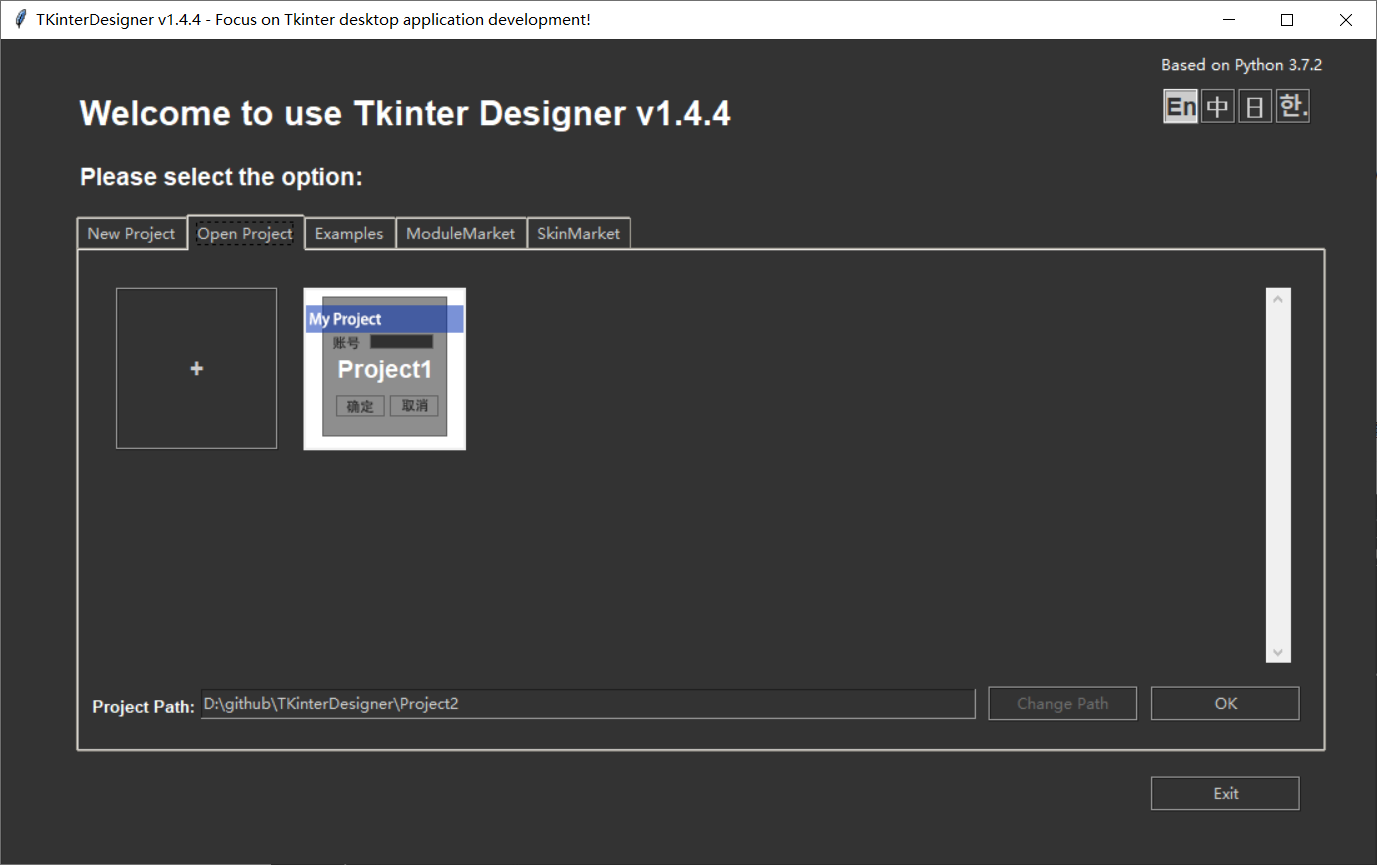 TKinterDesigner v1.4.4 - Focus on Tkinter desktop application development!
Based on Python 3.7.2
Welcome to use Tkinter Designer v1.4.4
En 中 日 한.
Please select the option:
New Project Open Project Examples ModuleMarket SkinMarket
+
My Project
账号
Project1
确定 取消
Project Path: D:\github\TKinterDesigner\Project2 Change Path OK
Exit